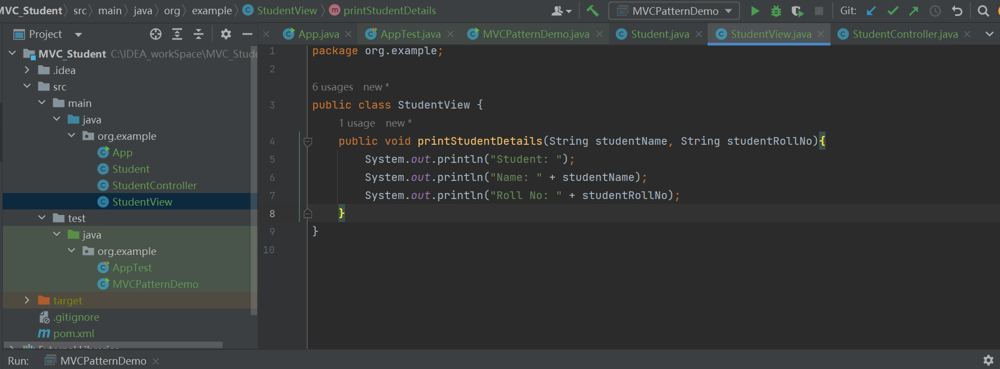 MVC_Student src main java org example StudentView printStudentDetails MVCPatternDemo Git:
Project
App.java AppTest.java MVCPatternDemo.java Student.java StudentView.java StudentController.java
MVC_Student C:\IDEA_workSpace\MVC_Stude
.idea
src
main
java
org.example
App
Student
StudentController
StudentView
test
java
org.example
AppTest
MVCPatternDemo
target
.gitignore
pom.xml
External Libraries
1 package org.example;
2
6 usages new *
3 public class StudentView {
1 usage new *
4 public void printStudentDetails(String studentName, String studentRollNo){
5 System.out.println("Student: ");
6 System.out.println("Name: " + studentName);
7 System.out.println("Roll No: " + studentRollNo);
8 }
9 }
10
Run: MVCPatternDemo